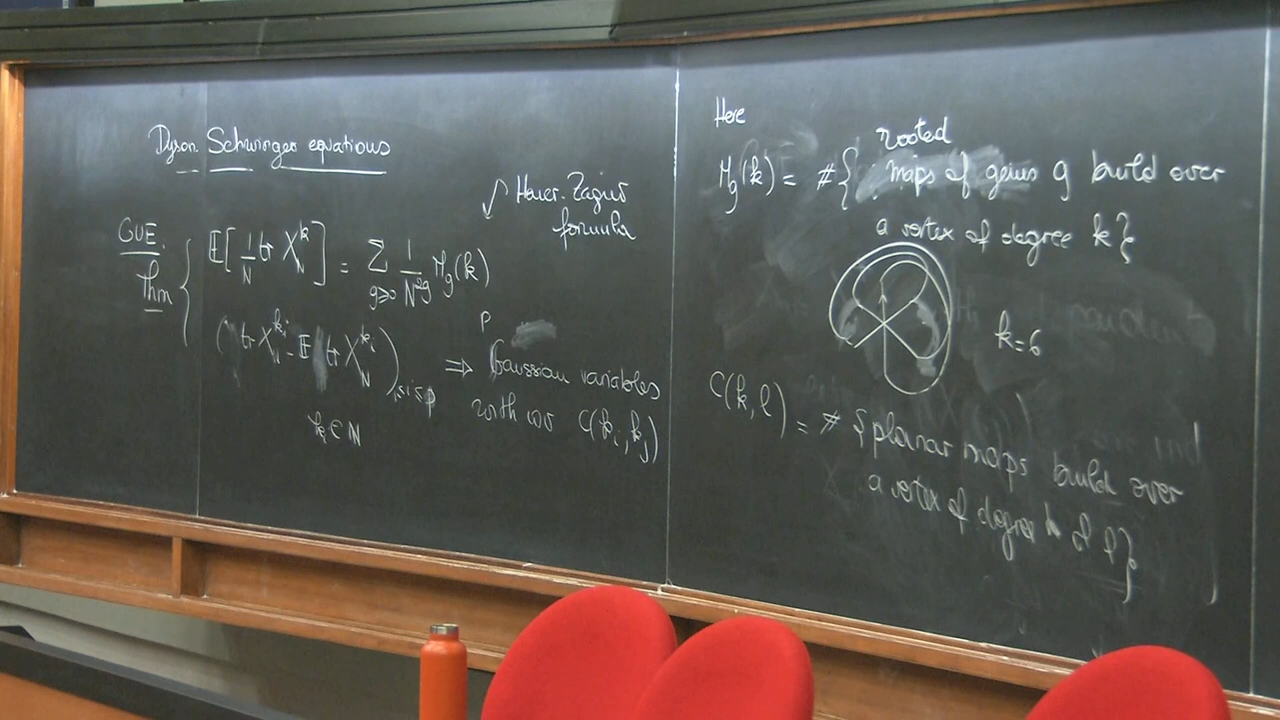 Dyson Schwinger equations
Harer-Zagier
formula
GUE.
Thm
E[ 1/N tr X_N^k ] = Σ_{g≥0} 1/N^{2g} M_g(k)
(tr X_N^{k_i} - E tr X_N^{k_i})_{1≤i≤p} ⇒ Gaussian variables
with cov C(k_i, k_j)
k_i ∈ N
Here
rooted
M_g(k) = #{ maps of genus g build over
a vertex of degree k}
k=6
C(k,l) = # {planar maps build over
a vertex of degree k & l}